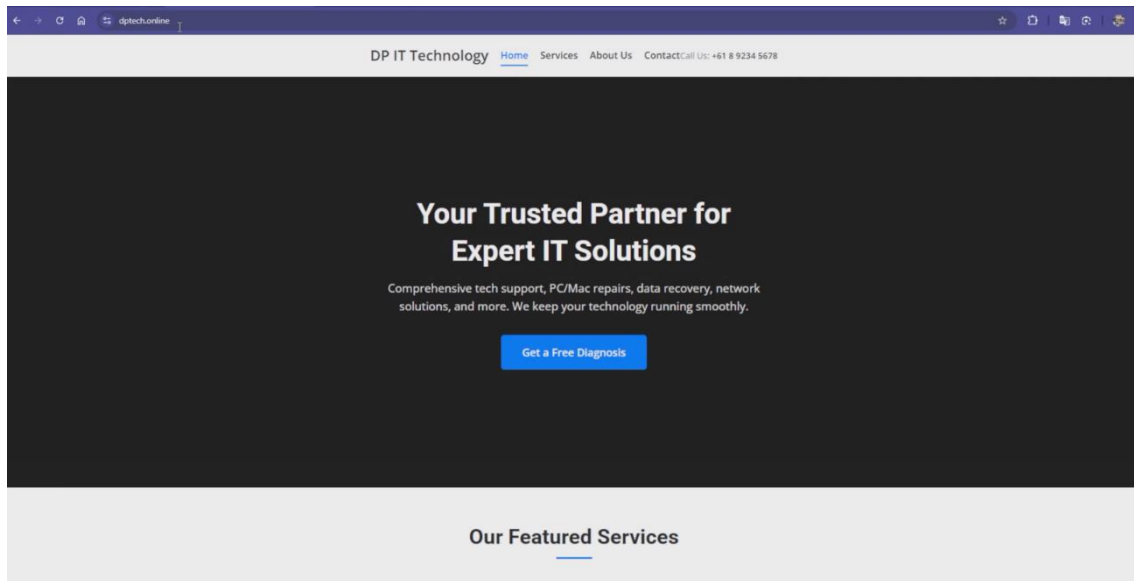 dptech.online
DP IT Technology Home Services About Us ContactCall Us: +61 8 9234 5678
Your Trusted Partner for
Expert IT Solutions
Comprehensive tech support, PC/Mac repairs, data recovery, network
solutions, and more. We keep your technology running smoothly.
Get a Free Diagnosis
Our Featured Services